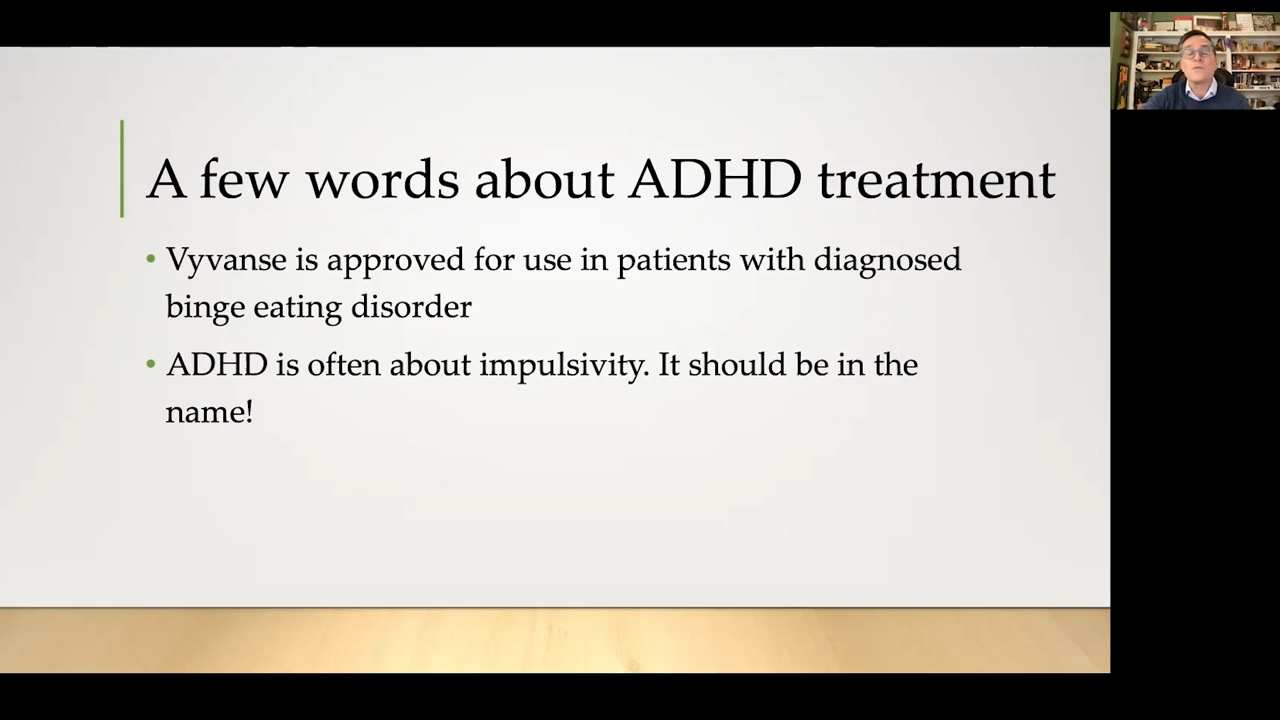 A few words about ADHD treatment
• Vyvanse is approved for use in patients with diagnosed
binge eating disorder
• ADHD is often about impulsivity. It should be in the
name!